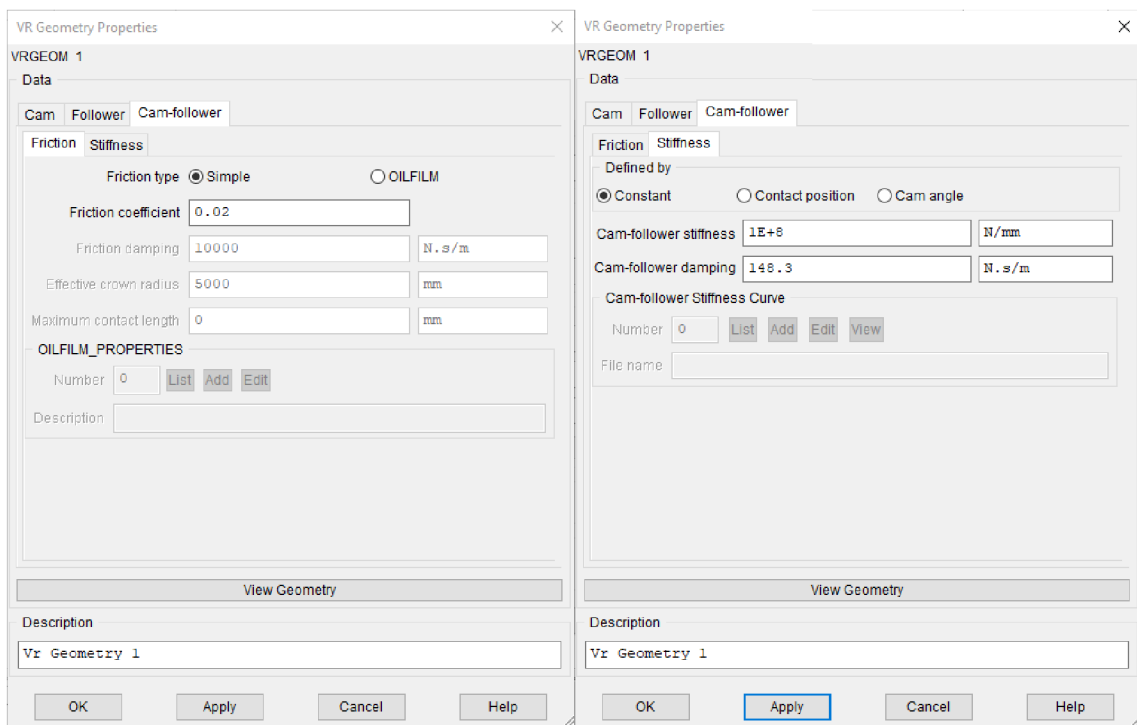 VR Geometry Properties
VRGEOM 1
Data
Cam Follower Cam-follower
Friction Stiffness
Friction type Simple OILFILM
Friction coefficient 0.02
Friction damping 10000 N.s/m
Effective crown radius 5000 mm
Maximum contact length 0 mm
OILFILM_PROPERTIES
Number 0 List Add Edit
Description
View Geometry
Description
Vr Geometry 1
OK Apply Cancel Help
VR Geometry Properties
VRGEOM 1
Data
Cam Follower Cam-follower
Friction Stiffness
Defined by
Constant Contact position Cam angle
Cam-follower stiffness 1E+8 N/mm
Cam-follower damping 148.3 N.s/m
Cam-follower Stiffness Curve
Number 0 List Add Edit View
File name
View Geometry
Description
Vr Geometry 1
OK Apply Cancel Help